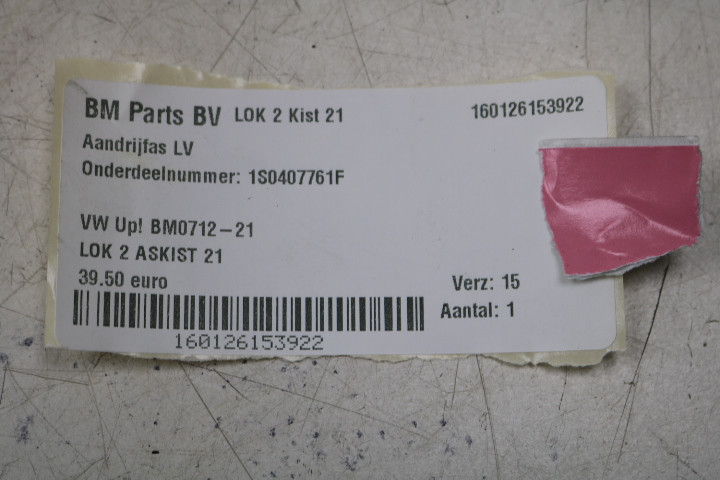 BM Parts BV LOK 2 Kist 21 160126153922
Aandrijfas LV
Onderdeelnummer: 1S0407761F
VW Up! BM0712-21
LOK 2 ASKIST 21
39.50 euro Verz: 15
Aantal: 1
160126153922